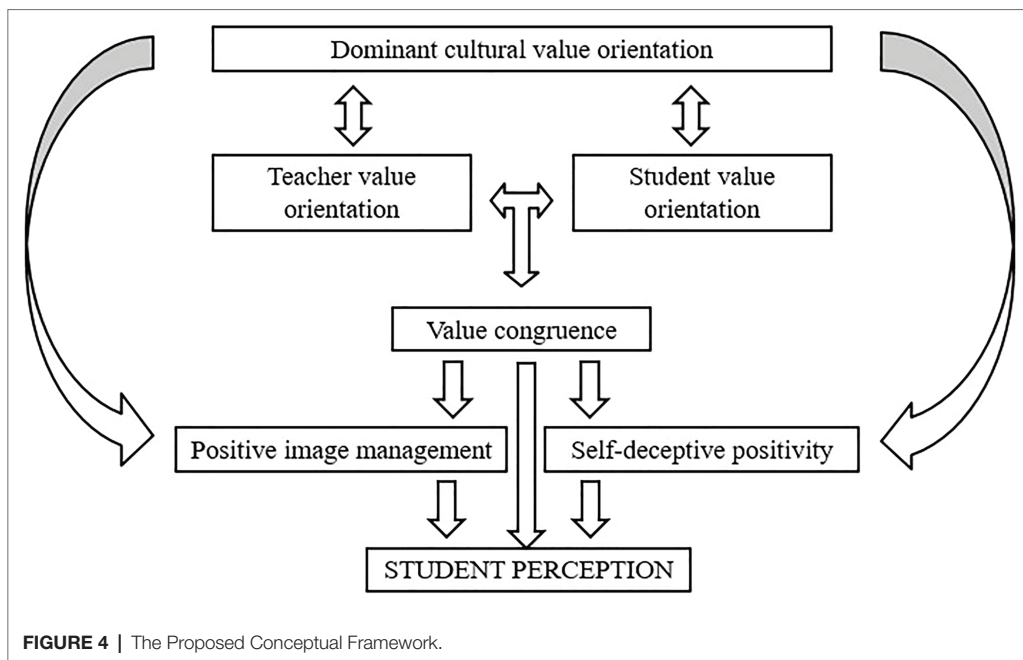 Dominant cultural value orientation
Teacher value
orientation
Student value
orientation
Value congruence
Positive image management
Self-deceptive positivity
STUDENT PERCEPTION
FIGURE 4 | The Proposed Conceptual Framework.